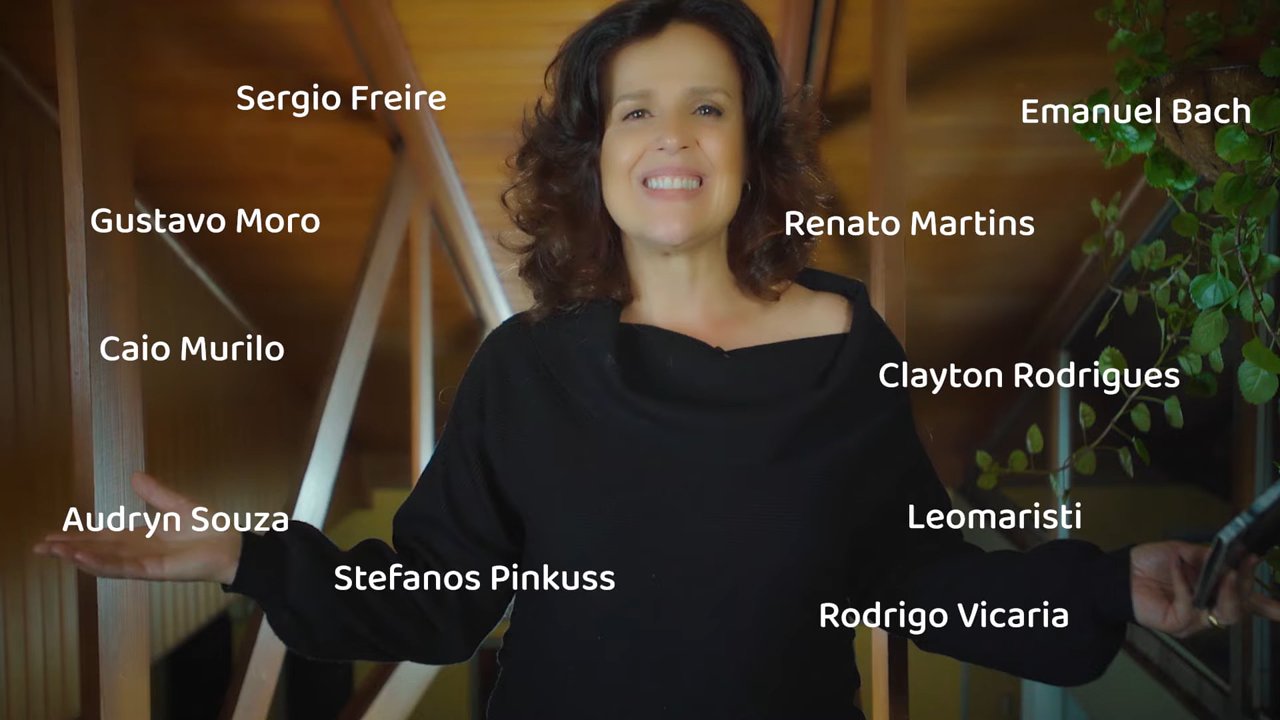 Sergio Freire
Emanuel Bach
Gustavo Moro
Renato Martins
Caio Murilo
Clayton Rodrigues
Audryn Souza
Leomaristi
Stefanos Pinkuss
Rodrigo Vicaria